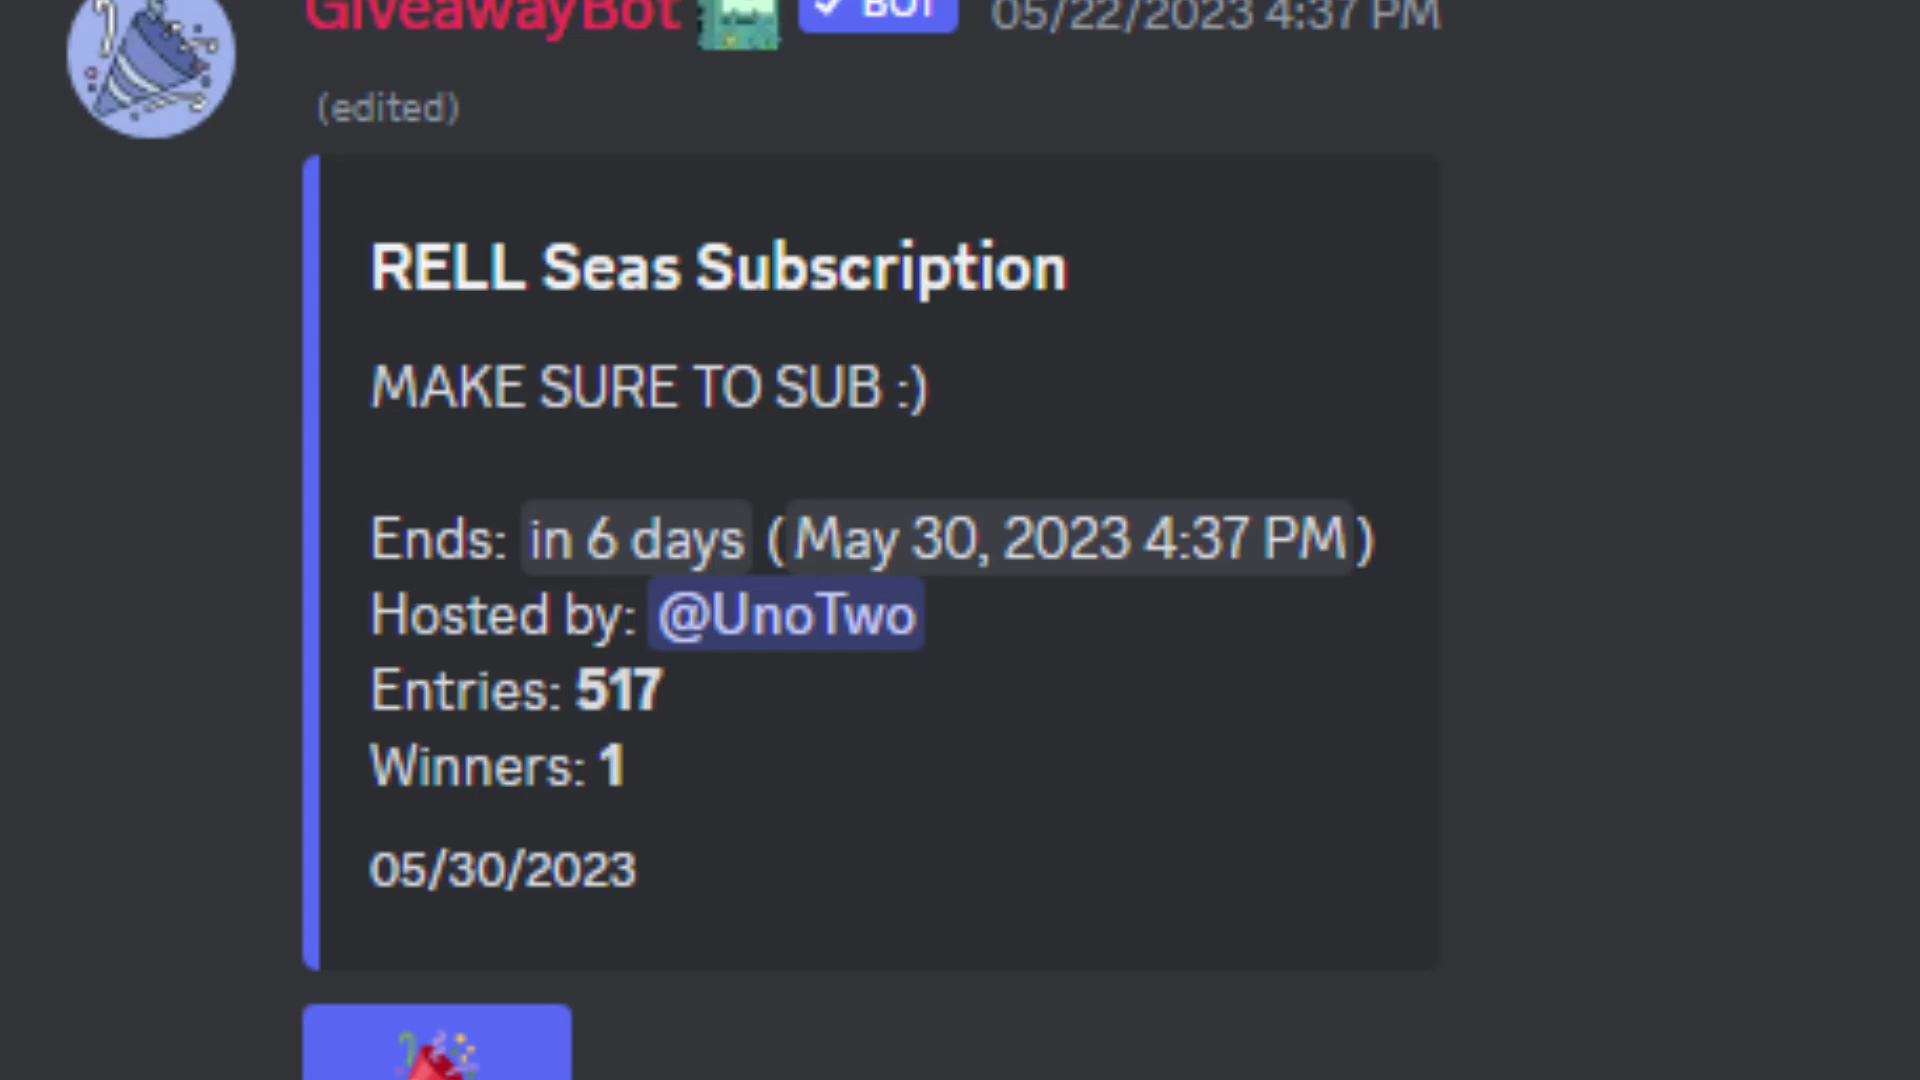 GiveawayBot BOT 05/22/2023 4:37 PM
(edited)
RELL Seas Subscription
MAKE SURE TO SUB :)
Ends: in 6 days (May 30, 2023 4:37 PM)
Hosted by: @UnoTwo
Entries: 517
Winners: 1
05/30/2023